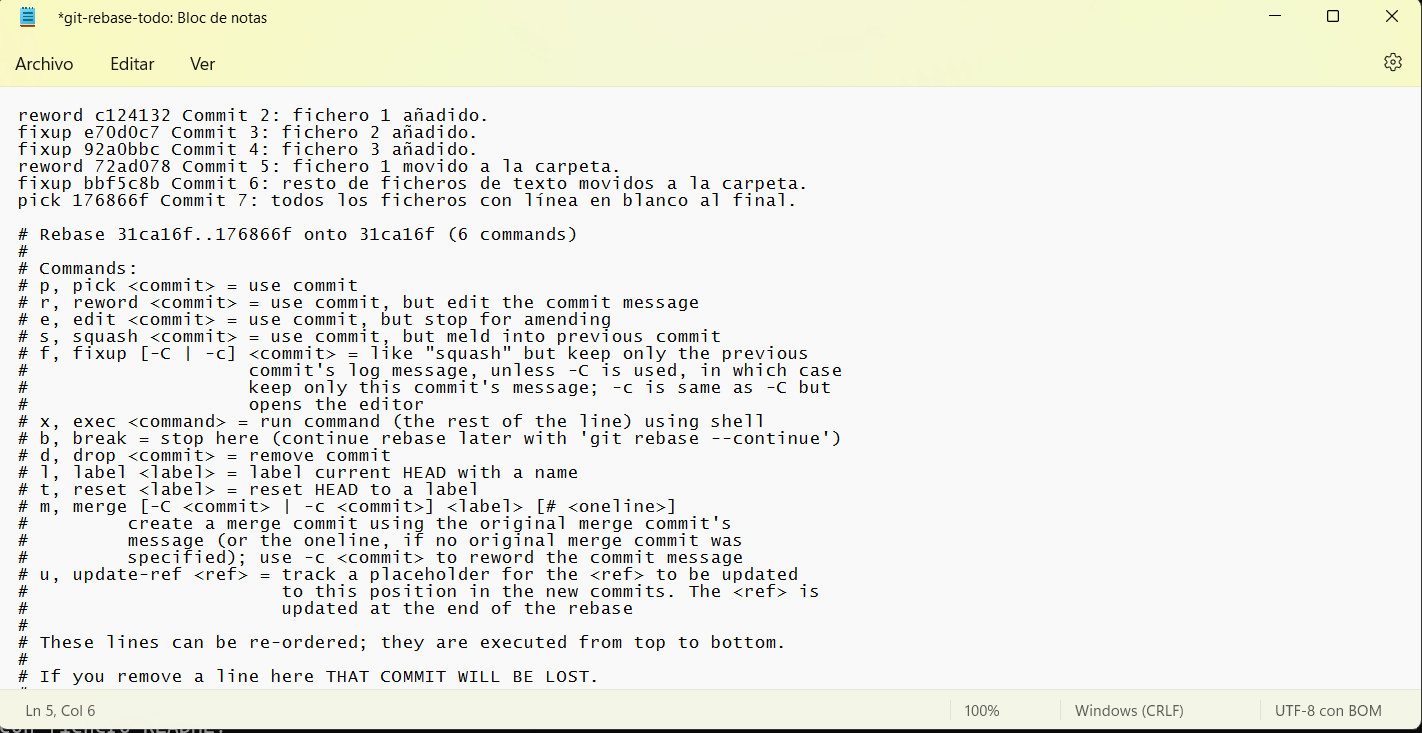 *git-rebase-todo: Bloc de notas
Archivo Editar Ver
reword c124132 Commit 2: fichero 1 añadido.
fixup e70d0c7 Commit 3: fichero 2 añadido.
fixup 92a0bbc Commit 4: fichero 3 añadido.
reword 72ad078 Commit 5: fichero 1 movido a la carpeta.
fixup bbf5c8b Commit 6: resto de ficheros de texto movidos a la carpeta.
pick 176866f Commit 7: todos los ficheros con línea en blanco al final.
# Rebase 31ca16f..176866f onto 31ca16f (6 commands)
#
# Commands:
# p, pick <commit> = use commit
# r, reword <commit> = use commit, but edit the commit message
# e, edit <commit> = use commit, but stop for amending
# s, squash <commit> = use commit, but meld into previous commit
# f, fixup [-C | -c] <commit> = like "squash" but keep only the previous
#                    commit's log message, unless -C is used, in which case
#                    keep only this commit's message; -c is same as -C but
#                    opens the editor
# x, exec <command> = run command (the rest of the line) using shell
# b, break = stop here (continue rebase later with 'git rebase --continue')
# d, drop <commit> = remove commit
# l, label <label> = label current HEAD with a name
# t, reset <label> = reset HEAD to a label
# m, merge [-C <commit> | -c <commit>] <label> [# <oneline>]
#         create a merge commit using the original merge commit's
#         message (or the oneline, if no original merge commit was
#         specified); use -c <commit> to reword the commit message
# u, update-ref <ref> = track a placeholder for the <ref> to be updated
#                       to this position in the new commits. The <ref> is
#                       updated at the end of the rebase
#
# These lines can be re-ordered; they are executed from top to bottom.
#
# If you remove a line here THAT COMMIT WILL BE LOST.
Ln 5, Col 6 100% Windows (CRLF) UTF-8 con BOM